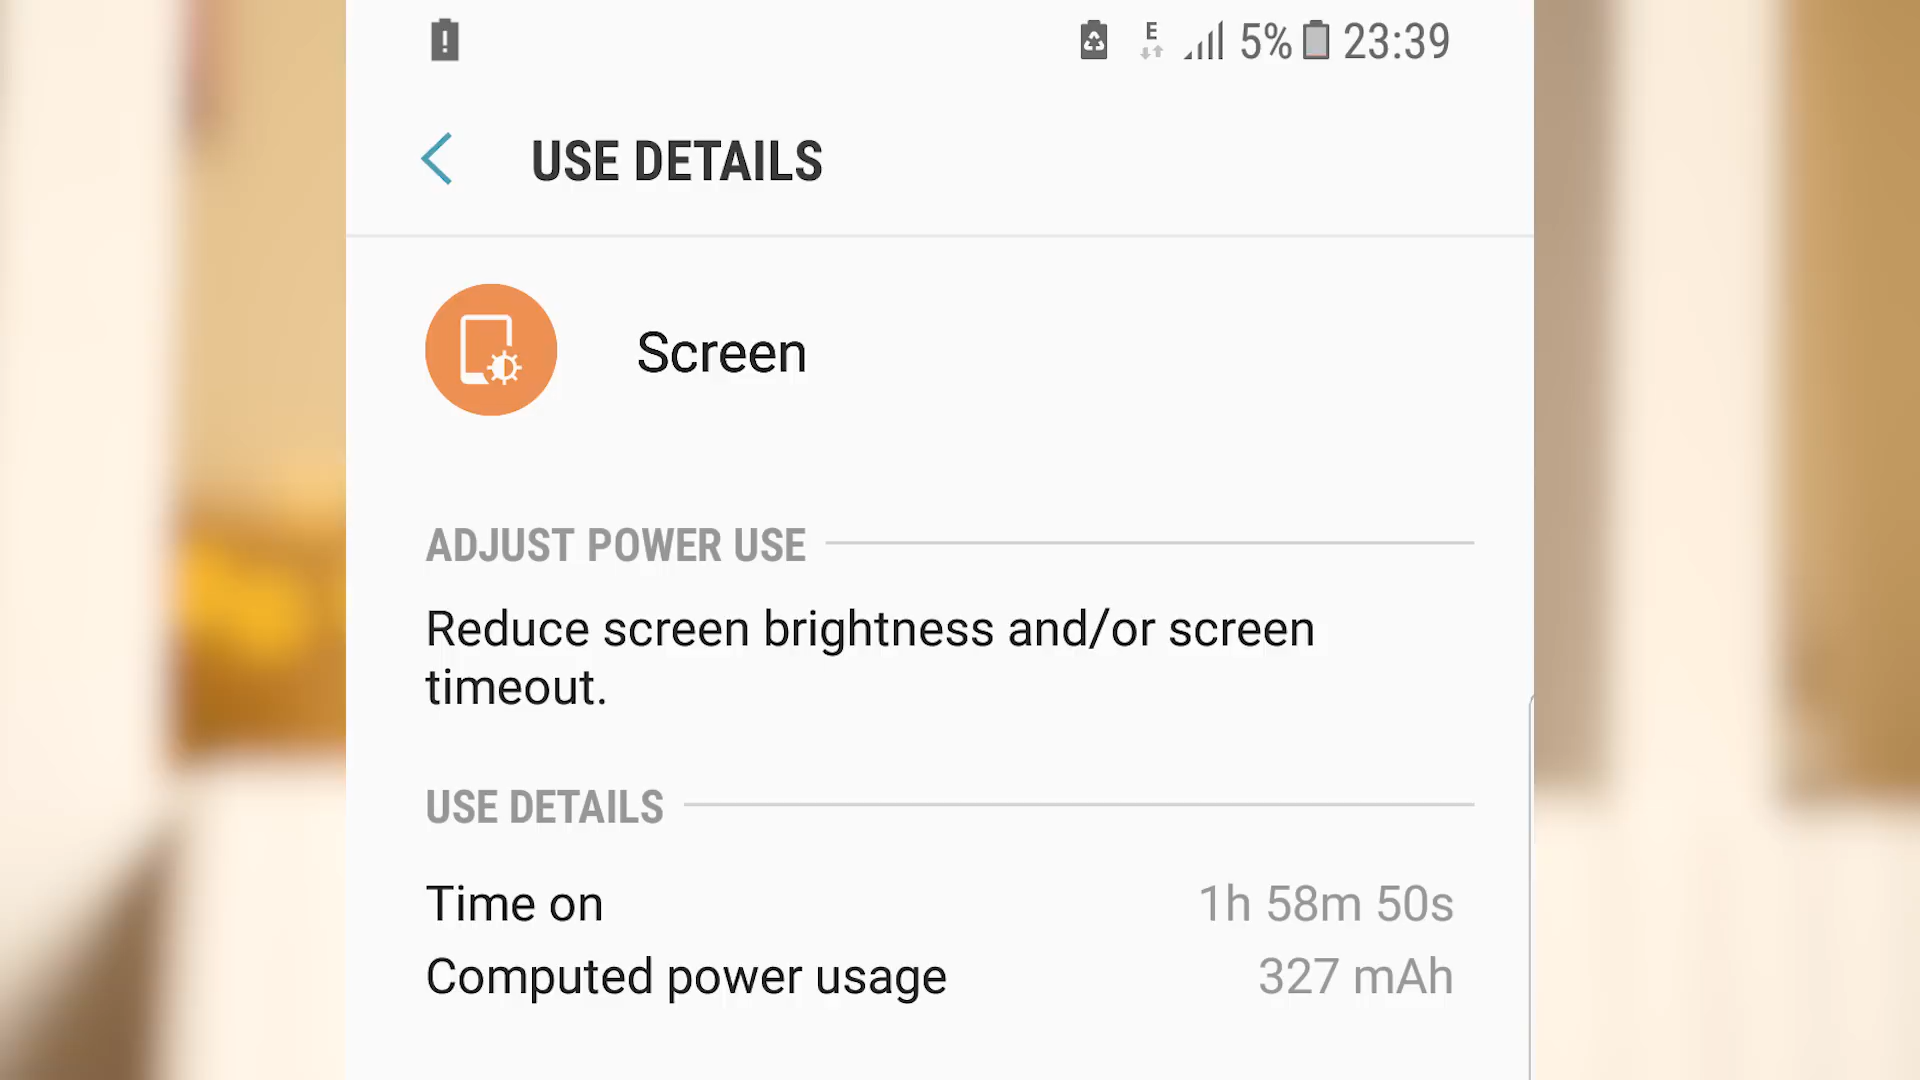 E 5% 23:39
USE DETAILS
Screen
ADJUST POWER USE
Reduce screen brightness and/or screen
timeout.
USE DETAILS
Time on 1h 58m 50s
Computed power usage 327 mAh